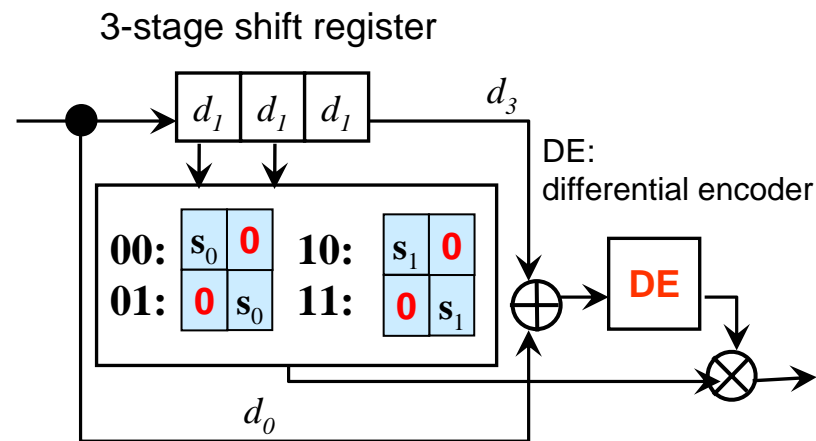 3-stage shift register
d₁ d₁ d₁
d₃
DE:
differential encoder
00: s₀ 0 10: s₁ 0
01: 0 s₀ 11: 0 s₁
DE
d₀